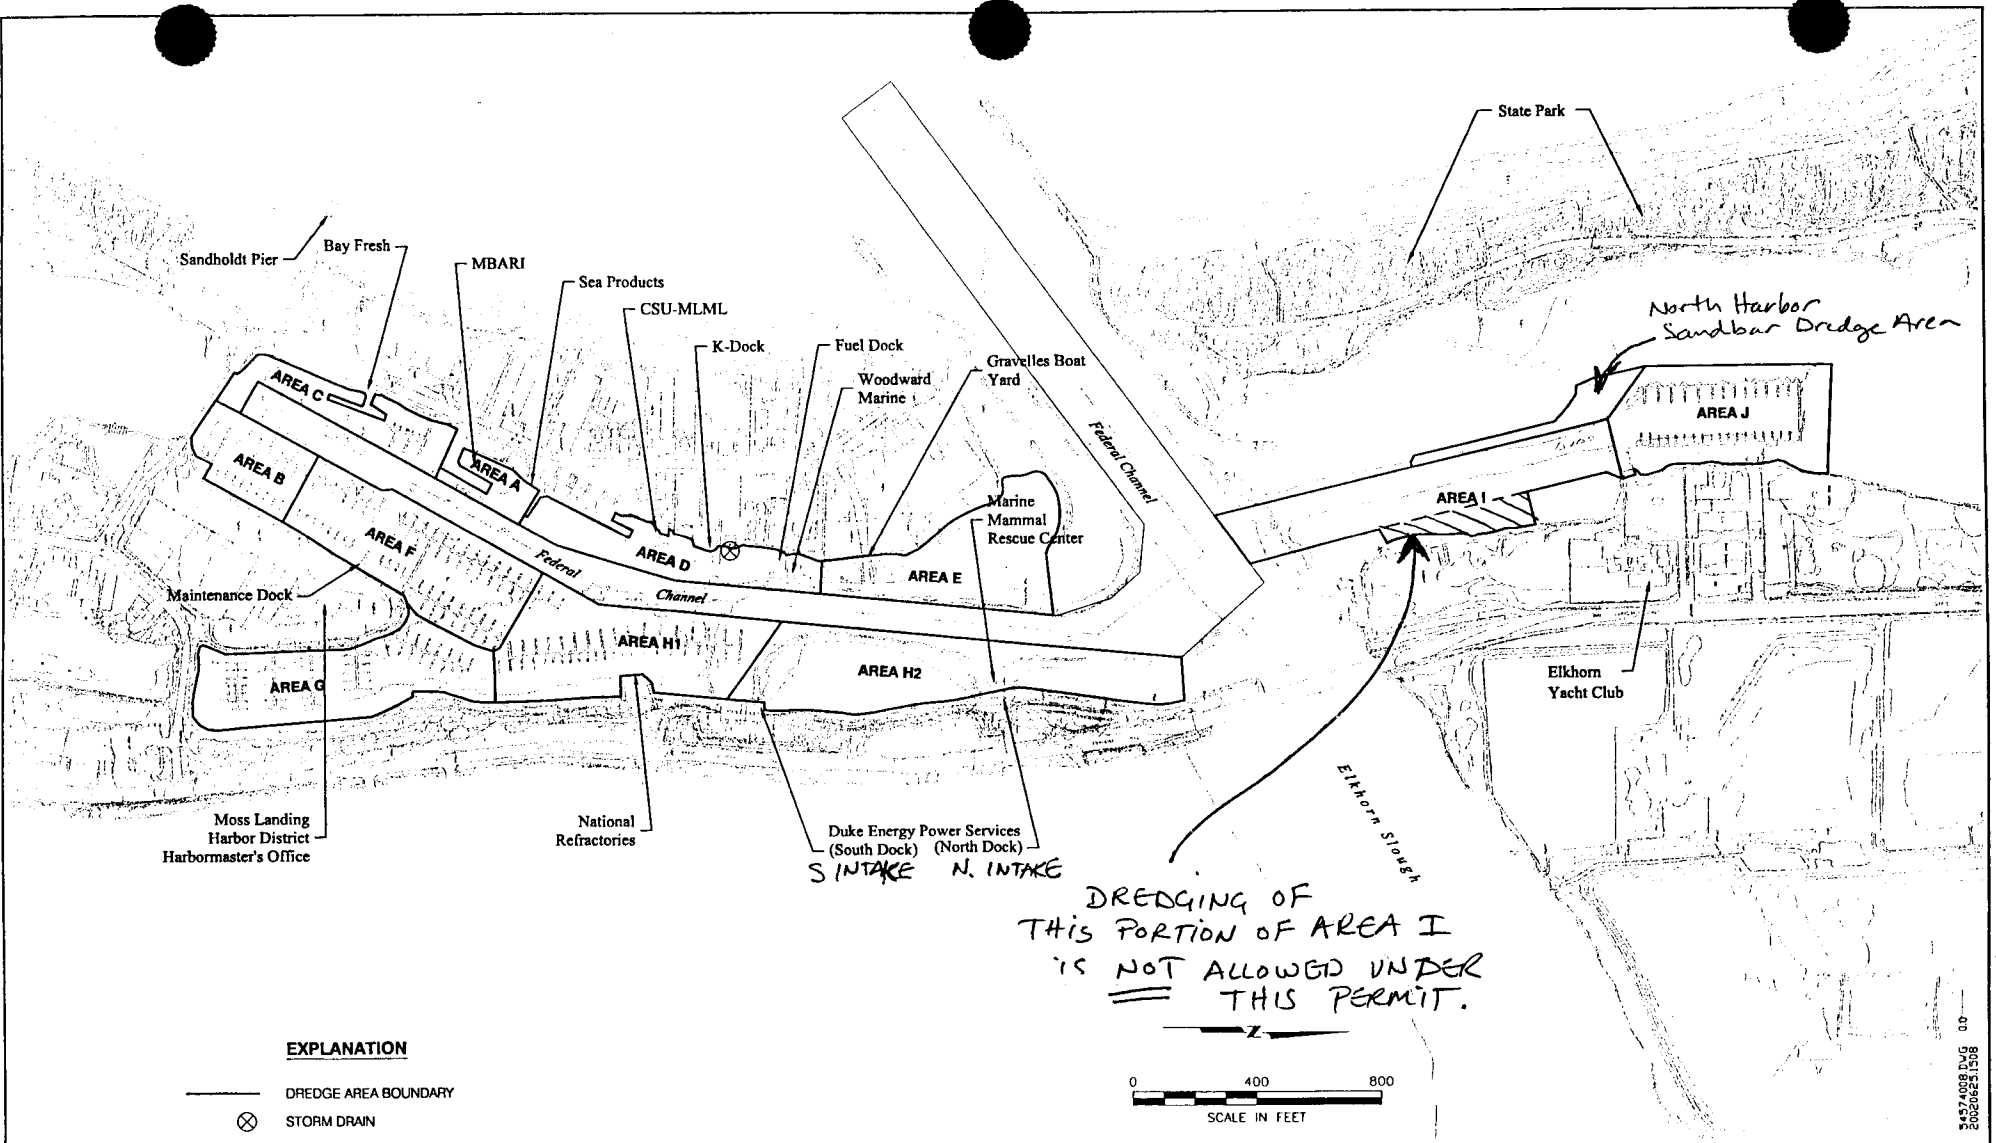 State Park
Sandholdt Pier
Bay Fresh
MBARI
Sea Products
CSU-MLML
K-Dock
Fuel Dock
Woodward
Marine
Gravelles Boat
Yard
North Harbor
Sandbar Dredge Area
AREA C
AREA B
AREA A
AREA F
AREA D
AREA E
Federal
Channel
Federal Channel
Marine
Mammal
Rescue Center
AREA J
AREA I
Maintenance Dock
AREA G
AREA H1
AREA H2
Elkhorn
Yacht Club
Elkhorn Slough
Moss Landing
Harbor District
Harbormaster's Office
National
Refractories
Duke Energy Power Services
(South Dock) (North Dock)
S INTAKE N. INTAKE
DREDGING OF
THIS PORTION OF AREA I
IS NOT ALLOWED UNDER
THIS PERMIT.
Z
0 400 800
SCALE IN FEET
EXPLANATION
DREDGE AREA BOUNDARY
STORM DRAIN
54574008.DWG 0.0
20020625.1508